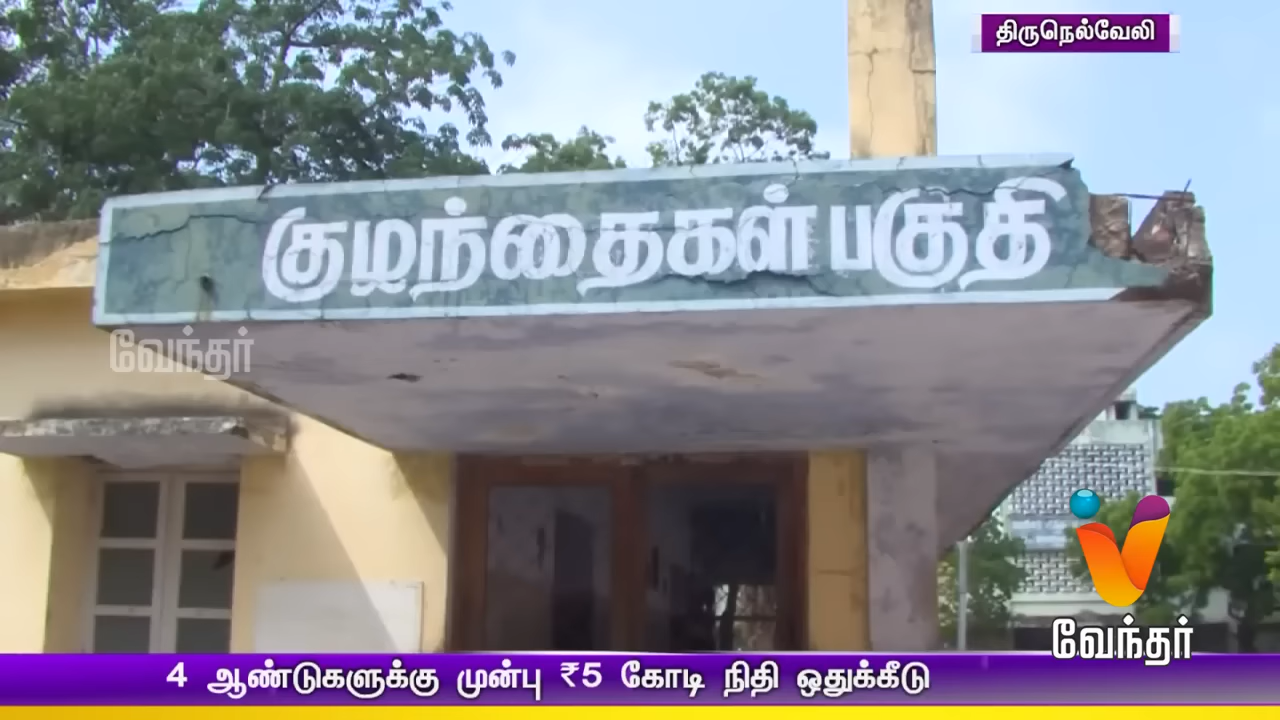 திருநெல்வேலி
குழந்தைகள் பகுதி
வேந்தர்
வேந்தர்
4 ஆண்டுகளுக்கு முன்பு ₹5 கோடி நிதி ஒதுக்கீடு